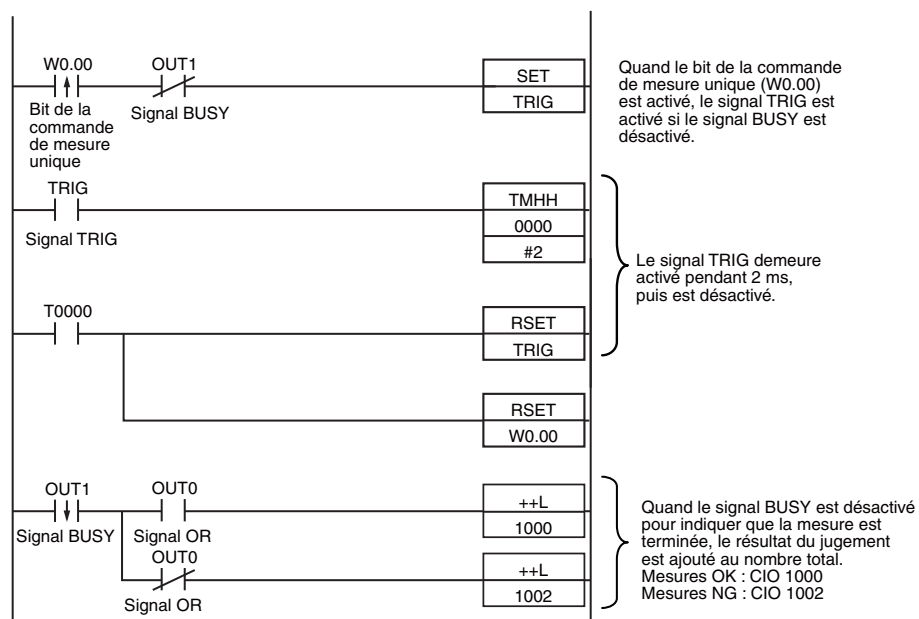 W0.00
OUT1
SET
TRIG
Bit de la
commande
de mesure
unique
Signal BUSY
Quand le bit de la commande
de mesure unique (W0.00)
est activé, le signal TRIG est
activé si le signal BUSY est
désactivé.
TRIG
Signal TRIG
TMHH
0000
#2
Le signal TRIG demeure
activé pendant 2 ms,
puis est désactivé.
T0000
RSET
TRIG
RSET
W0.00
OUT1
Signal BUSY
OUT0
Signal OR
++L
1000
OUT0
Signal OR
++L
1002
Quand le signal BUSY est désactivé
pour indiquer que la mesure est
terminée, le résultat du jugement
est ajouté au nombre total.
Mesures OK : CIO 1000
Mesures NG : CIO 1002